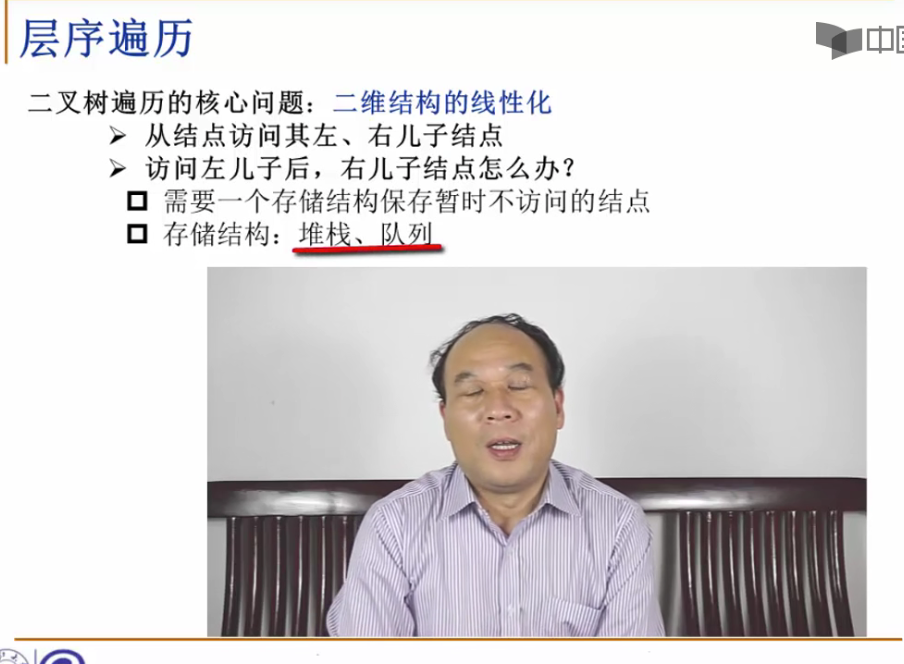 层序遍历
中国
二叉树遍历的核心问题：二维结构的线性化
➢ 从结点访问其左、右儿子结点
➢ 访问左儿子后，右儿子结点怎么办？
需要一个存储结构保存暂时不访问的结点
存储结构：堆栈、队列